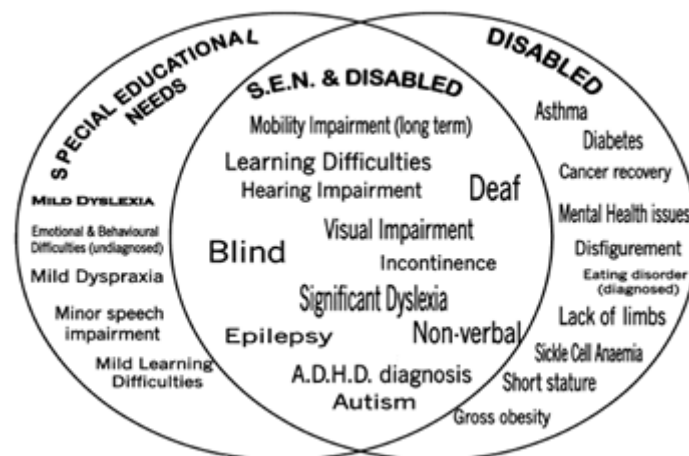 SPECIAL EDUCATIONAL
NEEDS
MILD DYSLEXIA
Emotional & Behavioural
Difficulties (undiagnosed)
Mild Dyspraxia
Minor speech
impairment
Mild Learning
Difficulties
S.E.N. & DISABLED
Mobility Impairment (long term)
Learning Difficulties
Hearing Impairment
Deaf
Visual Impairment
Blind
Incontinence
Significant Dyslexia
Epilepsy
Non-verbal
A.D.H.D. diagnosis
Autism
DISABLED
Asthma
Diabetes
Cancer recovery
Mental Health issues
Disfigurement
Eating disorder
(diagnosed)
Lack of limbs
Sickle Cell Anaemia
Short stature
Gross obesity